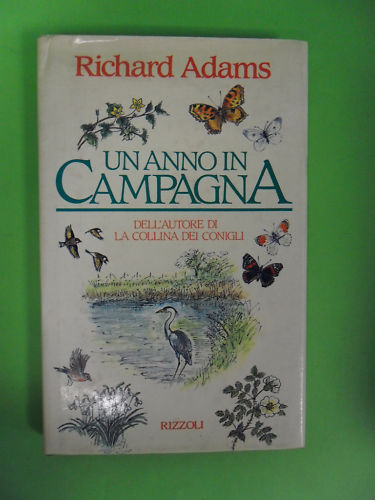 Richard Adams
UN ANNO IN
CAMPAGNA
DELL'AUTORE DI
LA COLLINA DEI CONIGLI
RIZZOLI